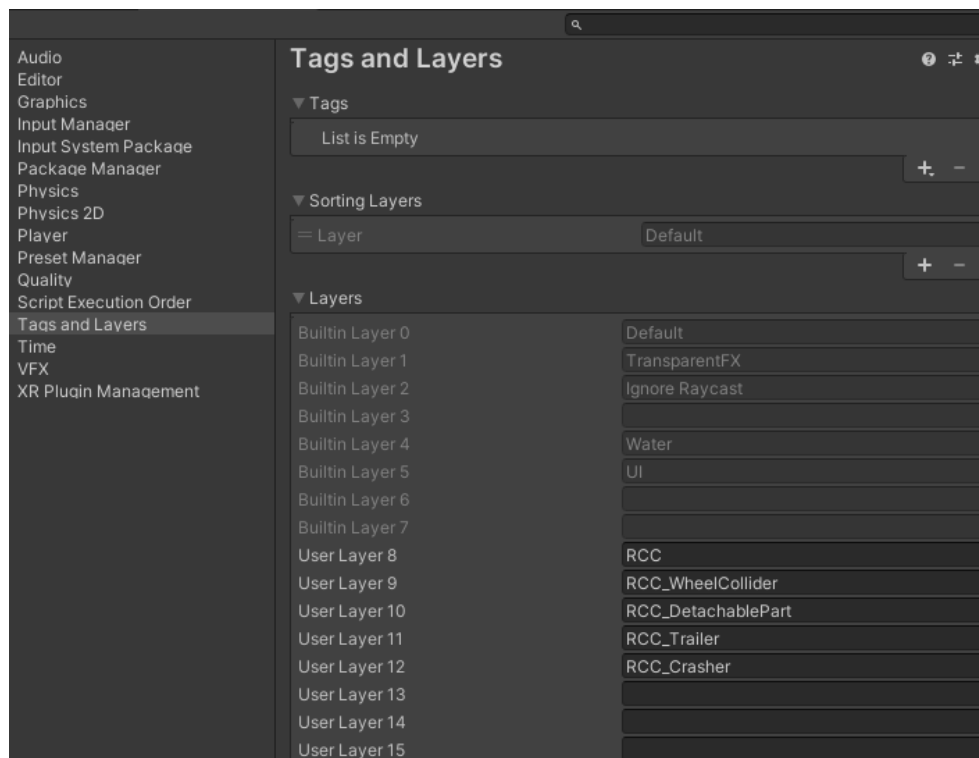 Audio
Editor
Graphics
Input Manager
Input System Package
Package Manager
Physics
Physics 2D
Player
Preset Manager
Quality
Script Execution Order
Tags and Layers
Time
VFX
XR Plugin Management
Tags and Layers
Tags
List is Empty
Sorting Layers
Layer Default
Layers
Builtin Layer 0 Default
Builtin Layer 1 TransparentFX
Builtin Layer 2 Ignore Raycast
Builtin Layer 3
Builtin Layer 4 Water
Builtin Layer 5 UI
Builtin Layer 6
Builtin Layer 7
User Layer 8 RCC
User Layer 9 RCC_WheelCollider
User Layer 10 RCC_DetachablePart
User Layer 11 RCC_Trailer
User Layer 12 RCC_Crasher
User Layer 13
User Layer 14
User Layer 15